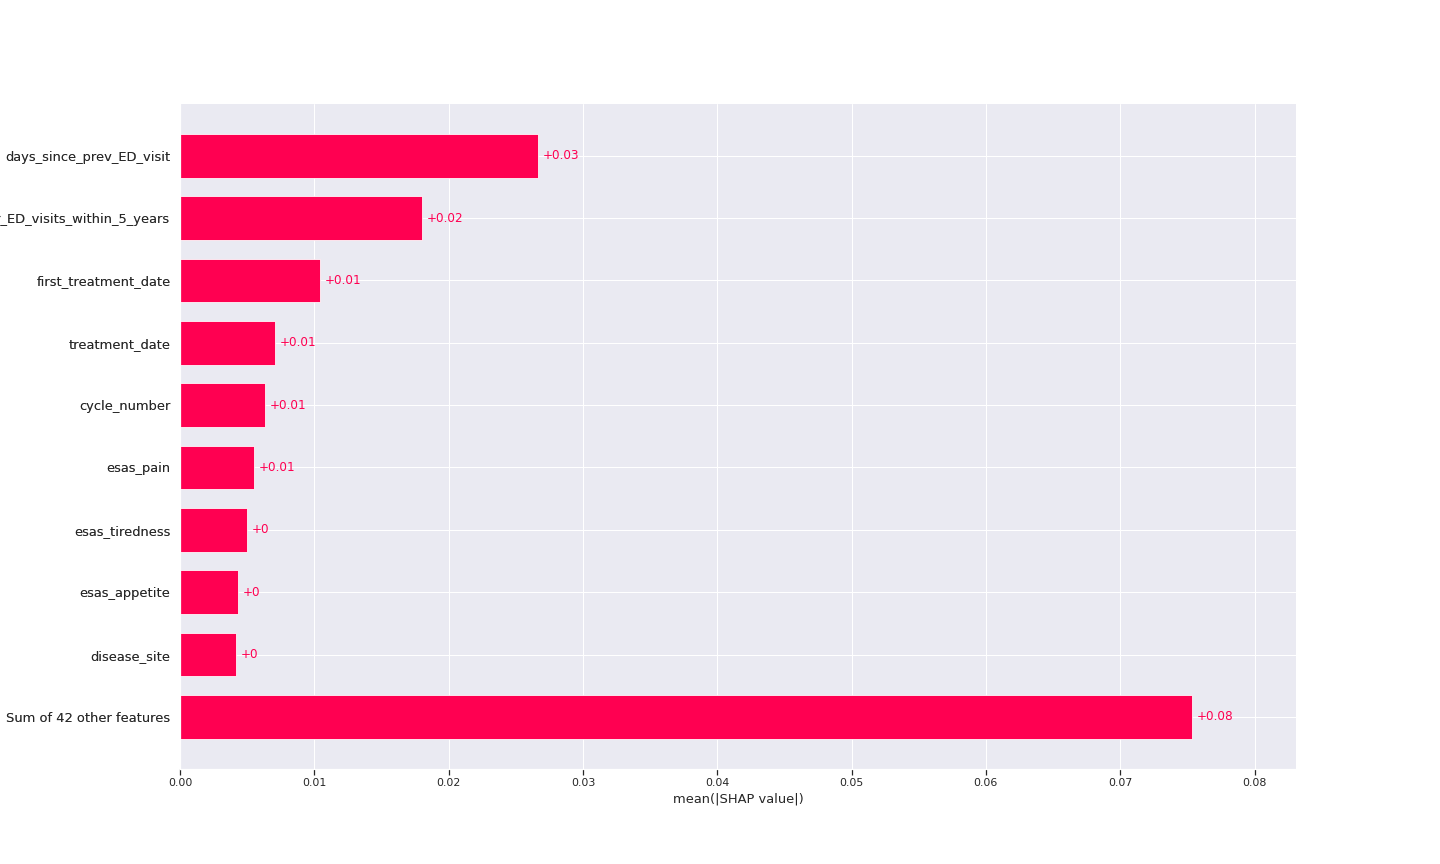 days_since_prev_ED_visit
+0.03
_ED_visits_within_5_years
+0.02
first_treatment_date
+0.01
treatment_date
+0.01
cycle_number
+0.01
esas_pain
+0.01
esas_tiredness
+0
esas_appetite
+0
disease_site
+0
Sum of 42 other features
+0.08
0.00 0.01 0.02 0.03 0.04 0.05 0.06 0.07 0.08
mean(|SHAP value|)